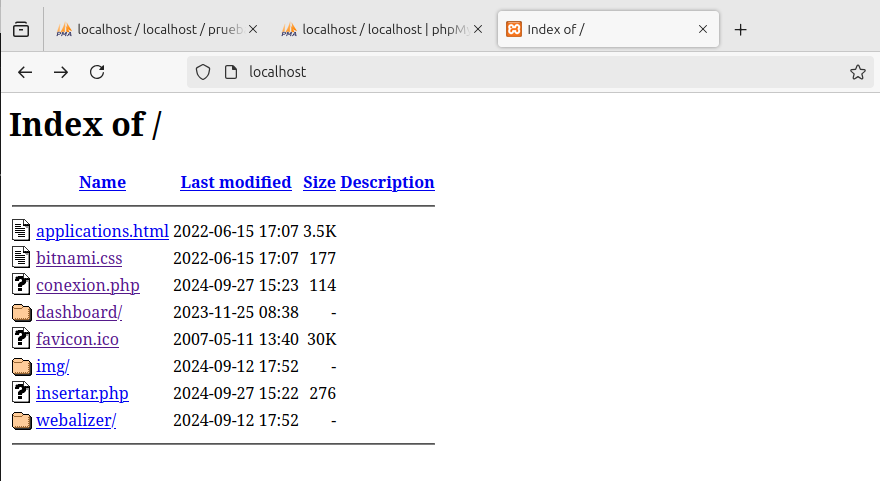 localhost / localhost / prueb
localhost / localhost | phpMy
Index of /
localhost
Index of /
Name Last modified Size Description
applications.html 2022-06-15 17:07 3.5K
bitnami.css 2022-06-15 17:07 177
conexion.php 2024-09-27 15:23 114
dashboard/ 2023-11-25 08:38 -
favicon.ico 2007-05-11 13:40 30K
img/ 2024-09-12 17:52 -
insertar.php 2024-09-27 15:22 276
webalizer/ 2024-09-12 17:52 -